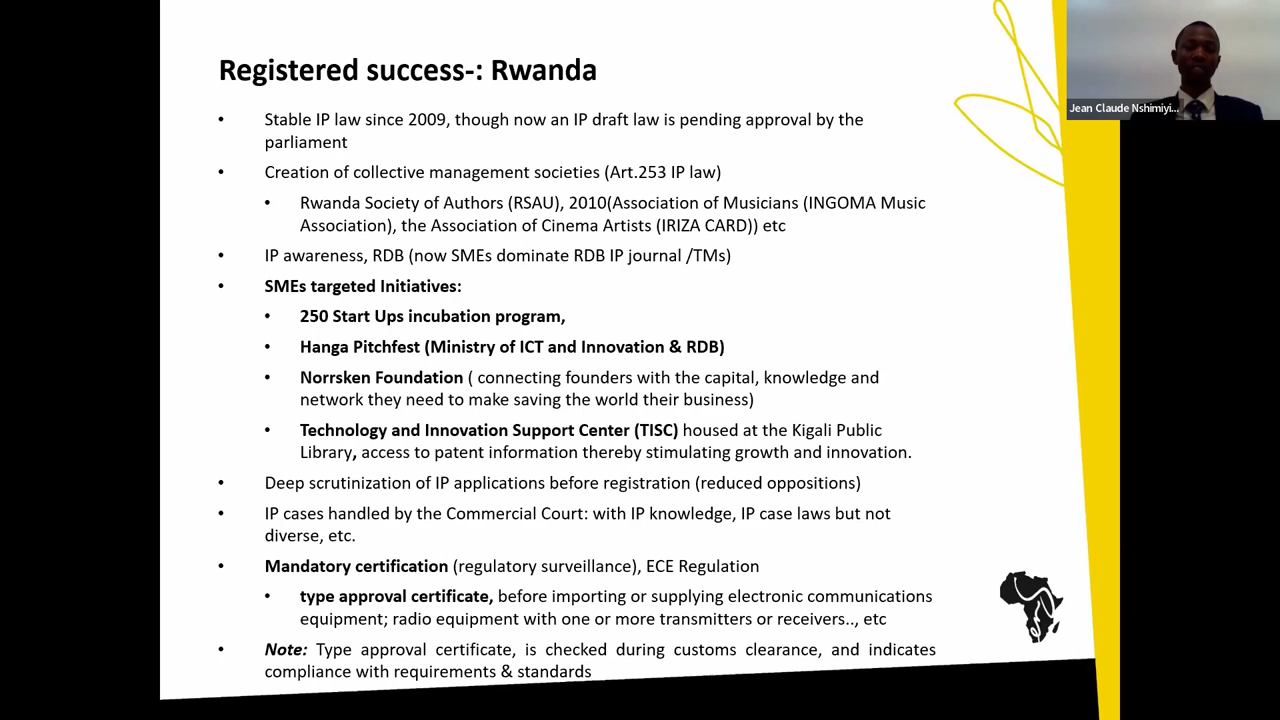 Registered success-: Rwanda
Jean Claude Nshimiyi...
• Stable IP law since 2009, though now an IP draft law is pending approval by the
parliament
• Creation of collective management societies (Art.253 IP law)
• Rwanda Society of Authors (RSAU), 2010(Association of Musicians (INGOMA Music
Association), the Association of Cinema Artists (IRIZA CARD)) etc
• IP awareness, RDB (now SMEs dominate RDB IP journal /TMs)
• SMEs targeted Initiatives:
• 250 Start Ups incubation program,
• Hanga Pitchfest (Ministry of ICT and Innovation & RDB)
• Norrsken Foundation ( connecting founders with the capital, knowledge and
network they need to make saving the world their business)
• Technology and Innovation Support Center (TISC) housed at the Kigali Public
Library, access to patent information thereby stimulating growth and innovation.
• Deep scrutinization of IP applications before registration (reduced oppositions)
• IP cases handled by the Commercial Court: with IP knowledge, IP case laws but not
diverse, etc.
• Mandatory certification (regulatory surveillance), ECE Regulation
• type approval certificate, before importing or supplying electronic communications
equipment; radio equipment with one or more transmitters or receivers.., etc
• Note: Type approval certificate, is checked during customs clearance, and indicates
compliance with requirements & standards